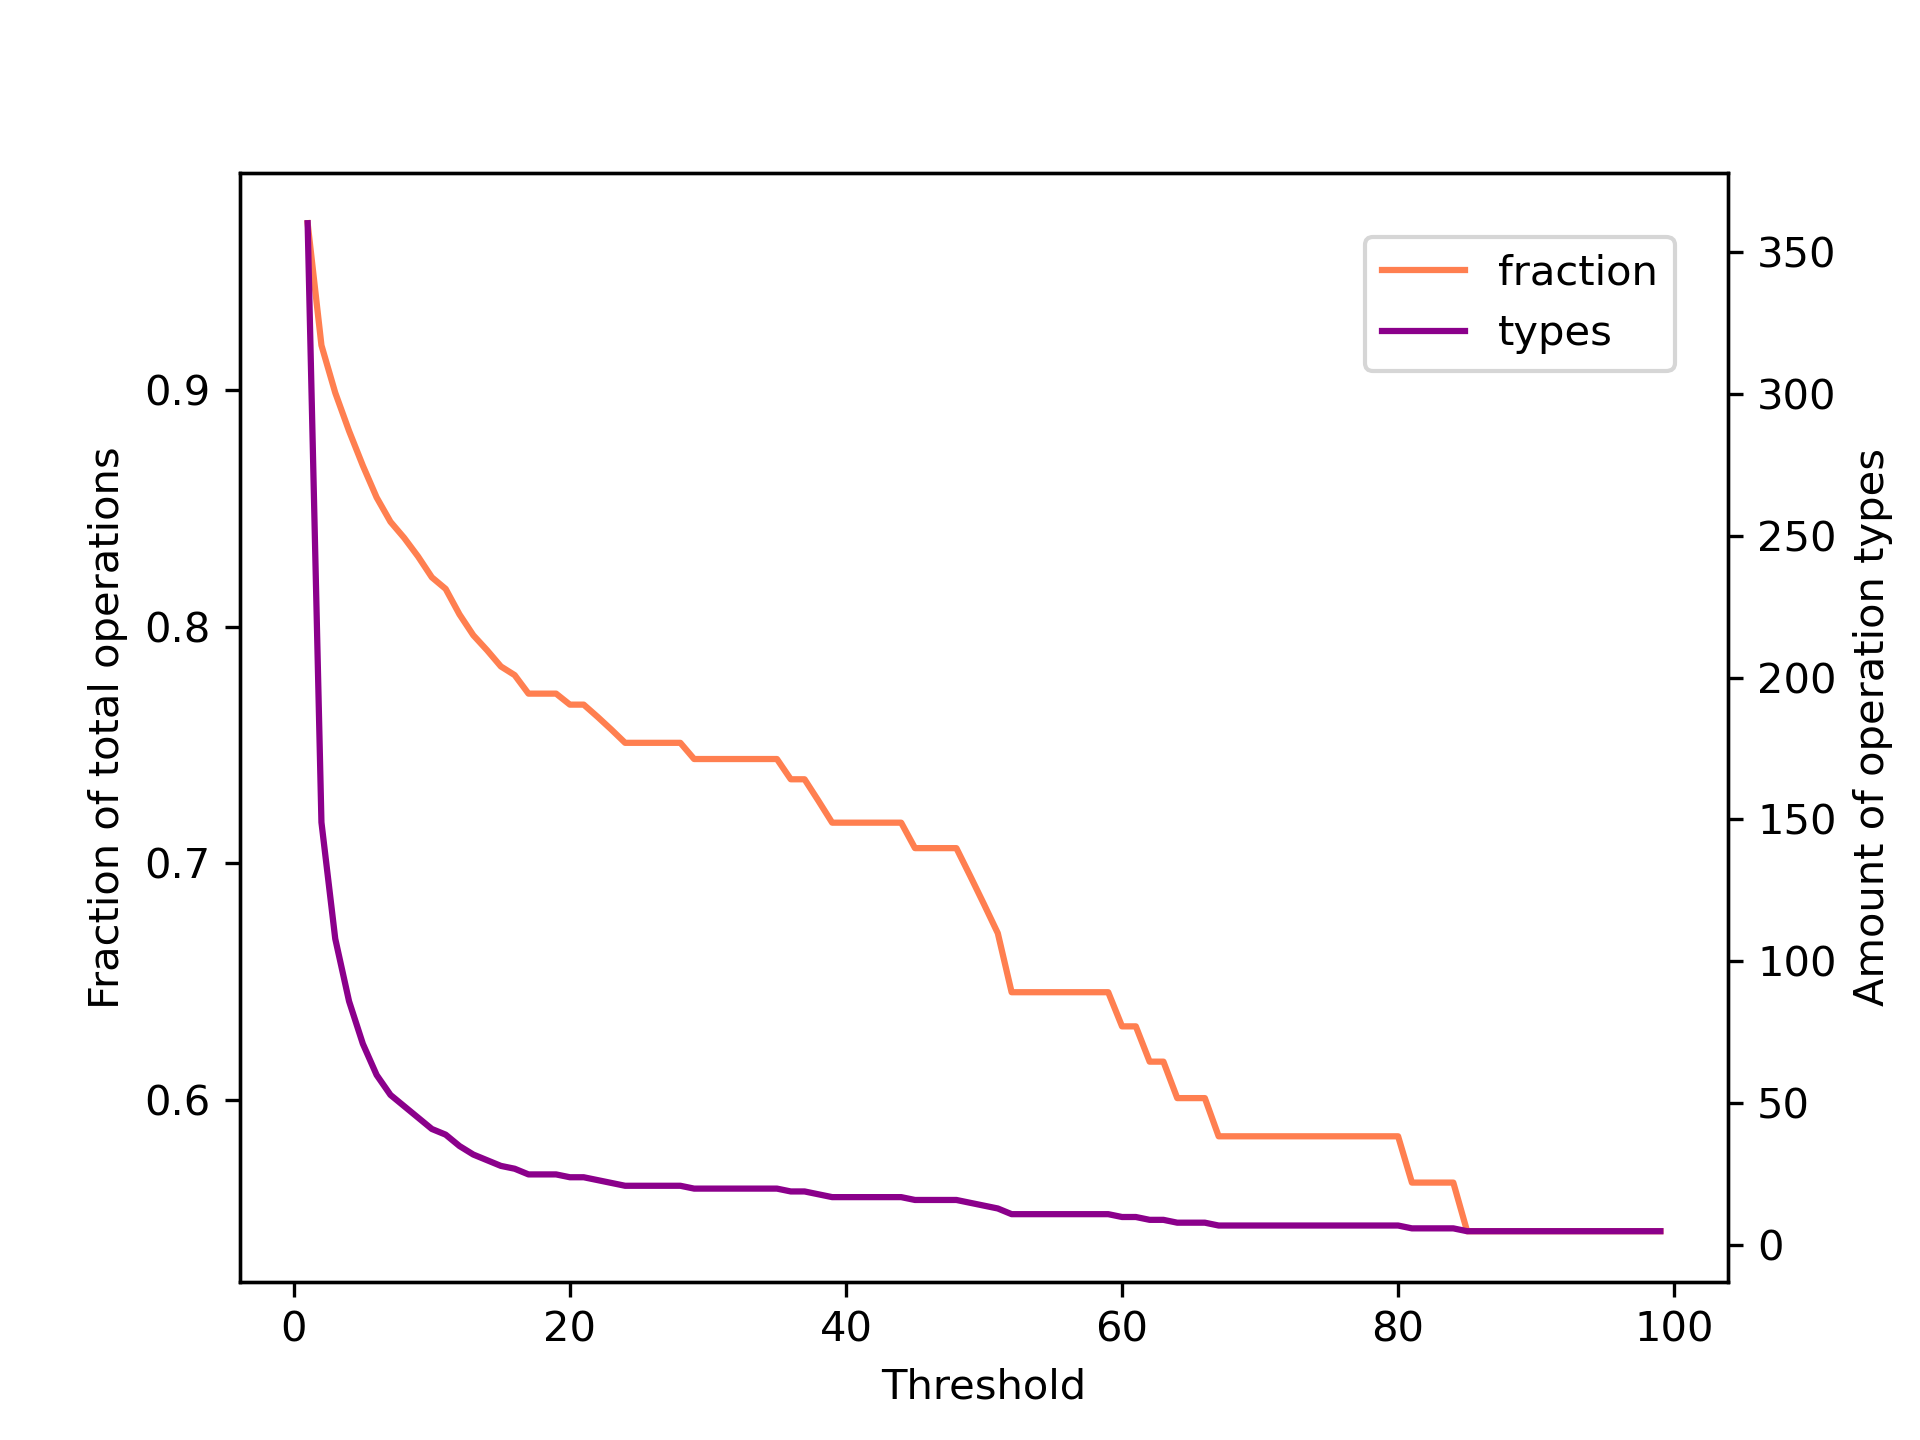 fraction
types
Fraction of total operations
0.9
0.8
0.7
0.6
350
300
250
200
150
100
50
0
Amount of operation types
0 20 40 60 80 100
Threshold